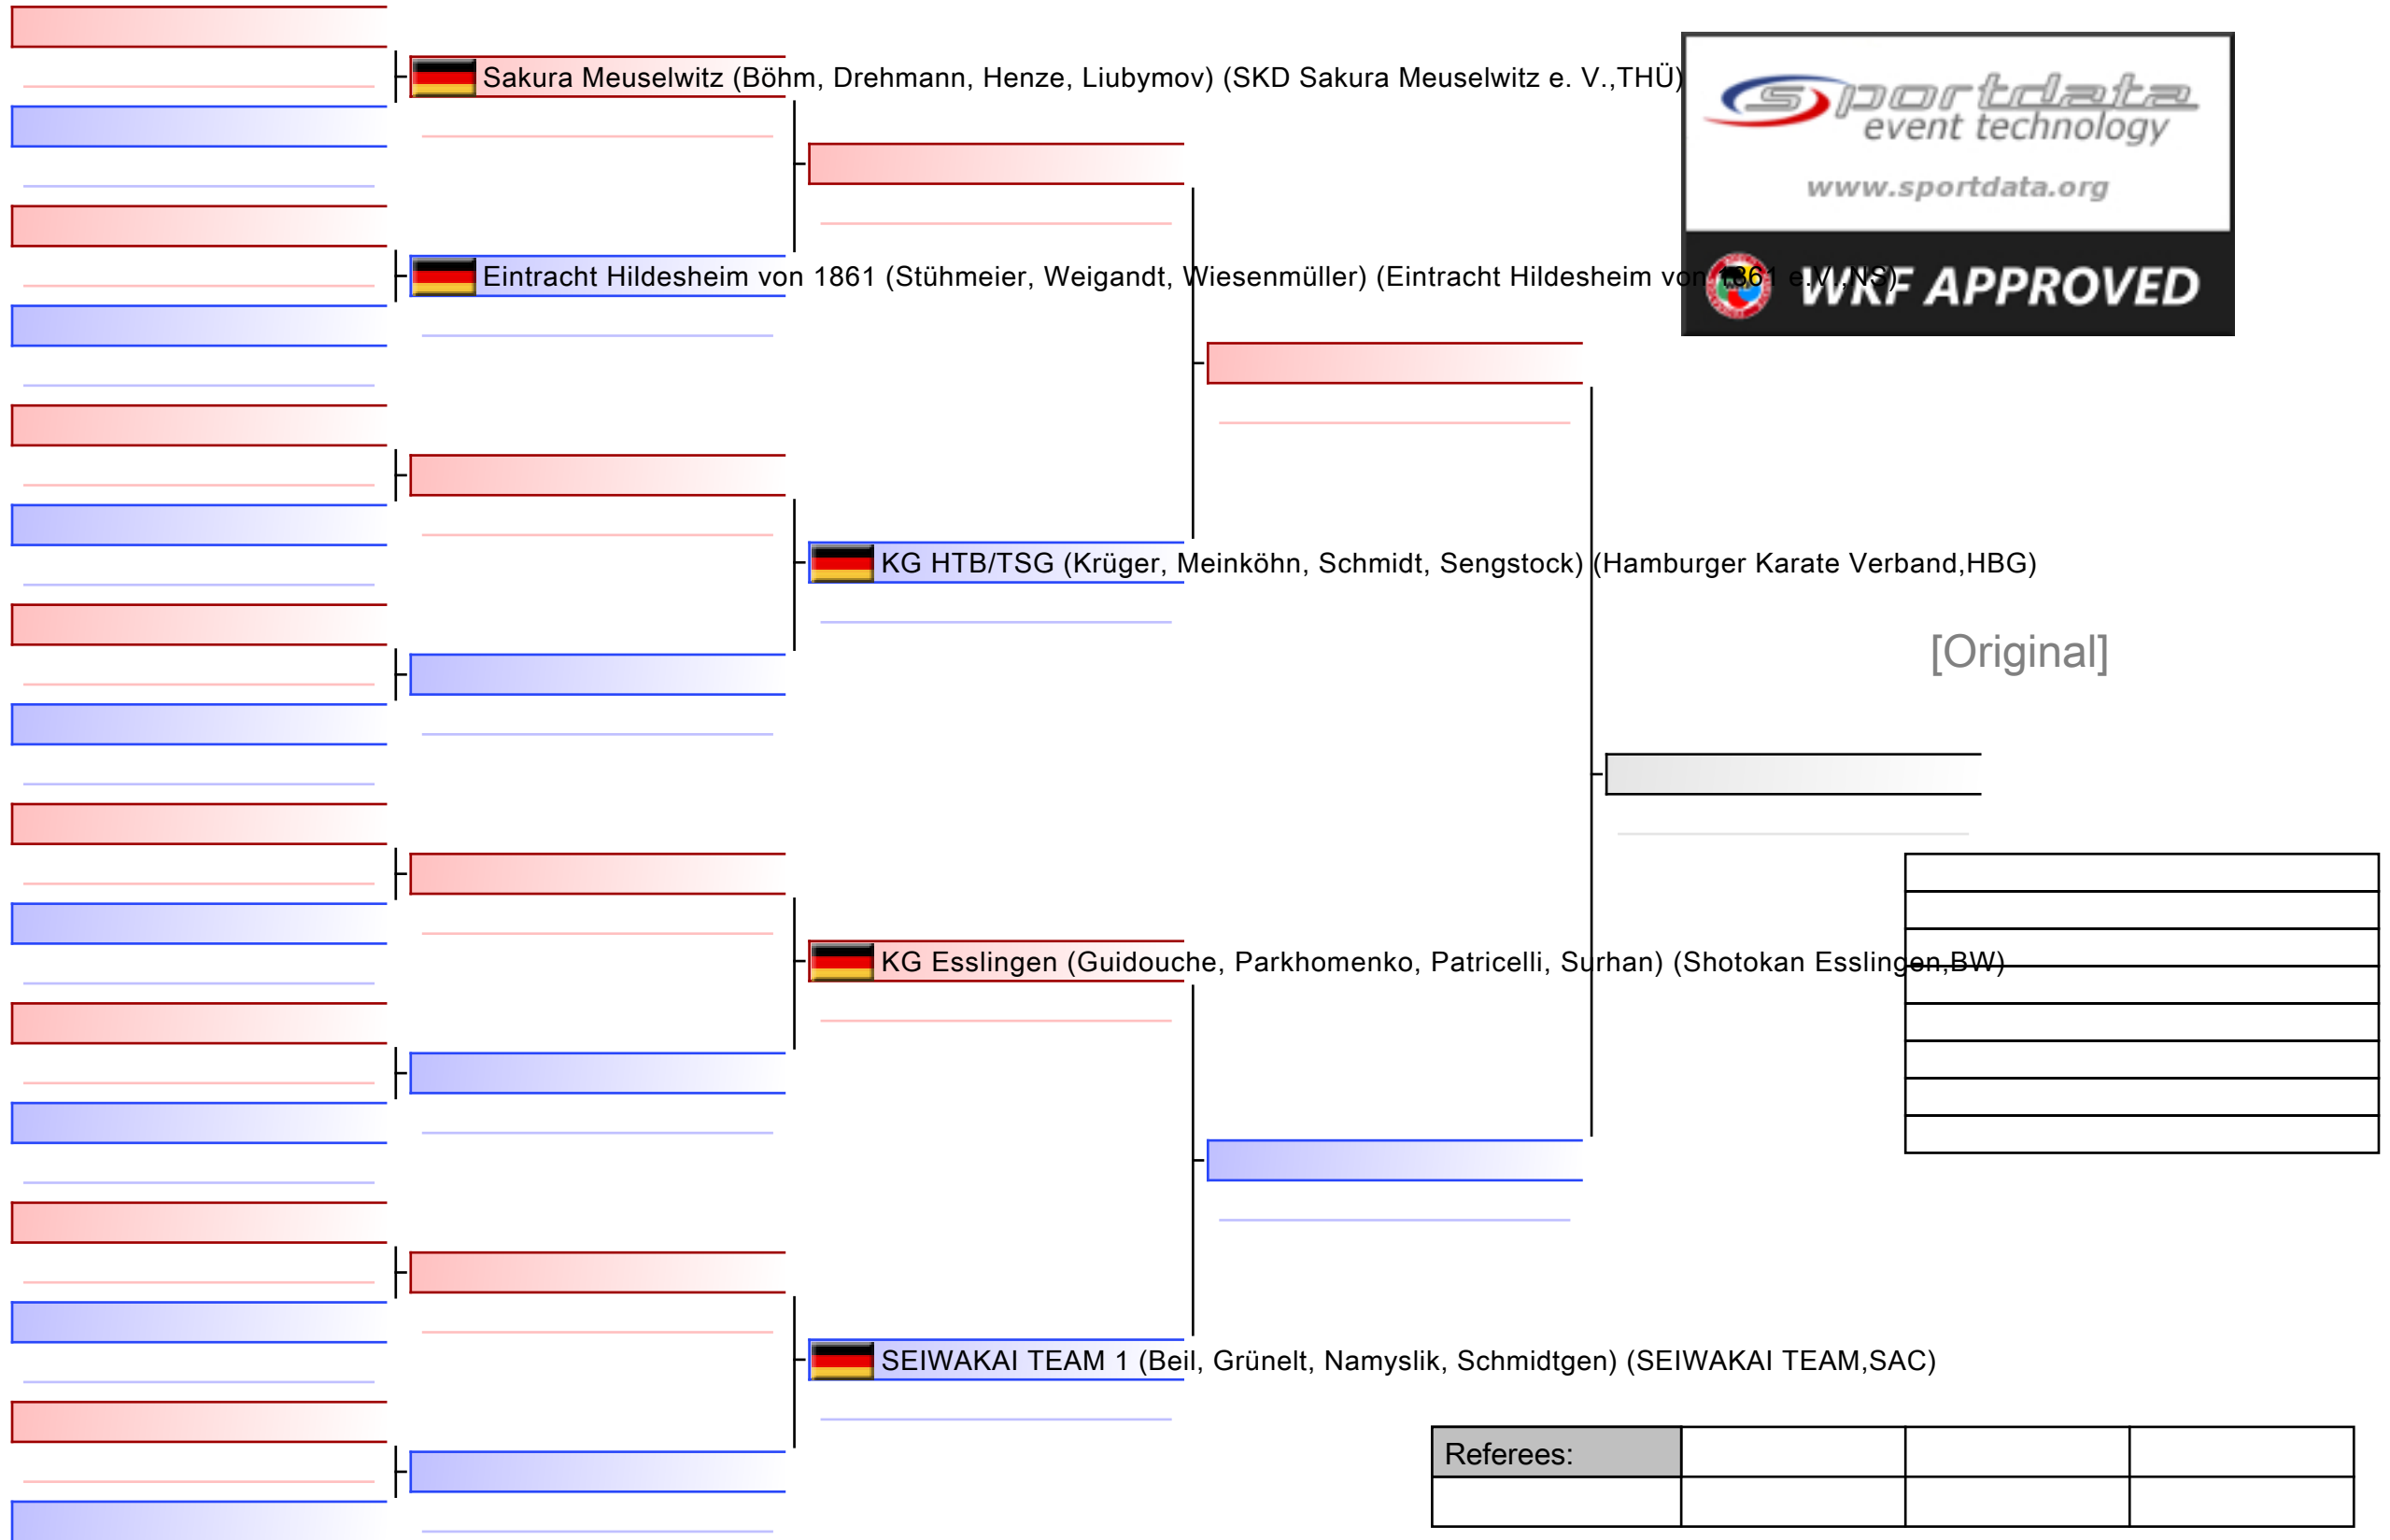 Sakura Meuselwitz (Böhm, Drehmann, Henze, Liubymov) (SKD Sakura Meuselwitz e. V.,THÜ)
sportdata
event technology
www.sportdata.org
Eintracht Hildesheim von 1861 (Stühmeier, Weigandt, Wiesenmüller) (Eintracht Hildesheim von 1861 e.V.,NS)
WKF APPROVED
KG HTB/TSG (Krüger, Meinköhn, Schmidt, Sengstock) (Hamburger Karate Verband,HBG)
[Original]
KG Esslingen (Guidouche, Parkhomenko, Patricelli, Surhan) (Shotokan Esslingen,BW)
SEIWAKAI TEAM 1 (Beil, Grünelt, Namyslik, Schmidtgen) (SEIWAKAI TEAM,SAC)
Referees: